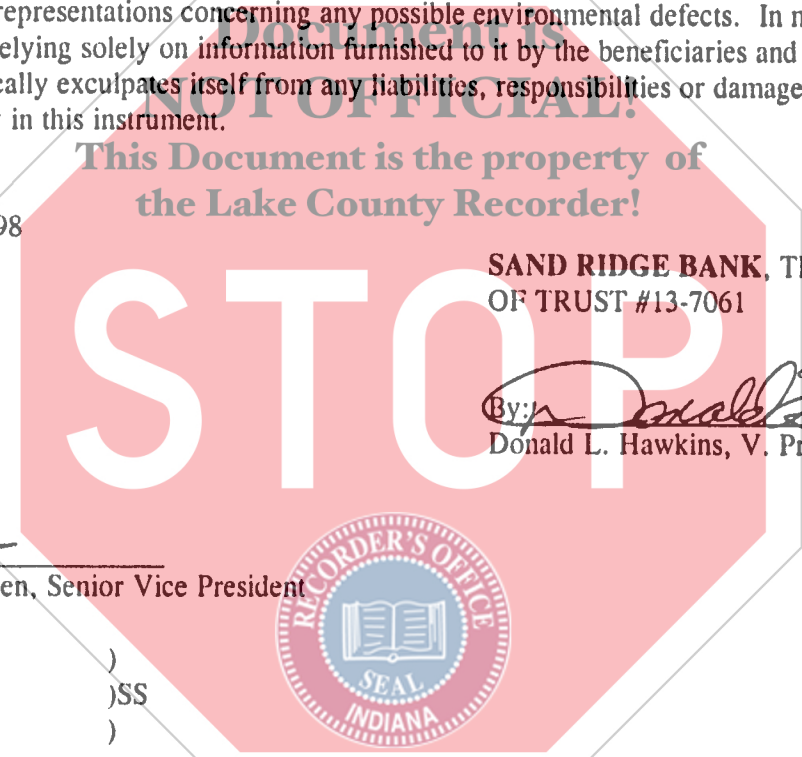 representations concerning any possible environmental defects. In
relying solely on information furnished to it by the beneficiaries and
exculpates itself from any liabilities, responsibilities or damage
in this instrument.
Document is
NOT OFFICIAL!
This Document is the property of
the Lake County Recorder!
98
SAND RIDGE BANK,
OF TRUST #13-7061
STOP
By: Donald
Donald L. Hawkins, V.
Senior Vice President
RECORDER'S OFFICE
SEAL
INDIANA
)
)SS
)